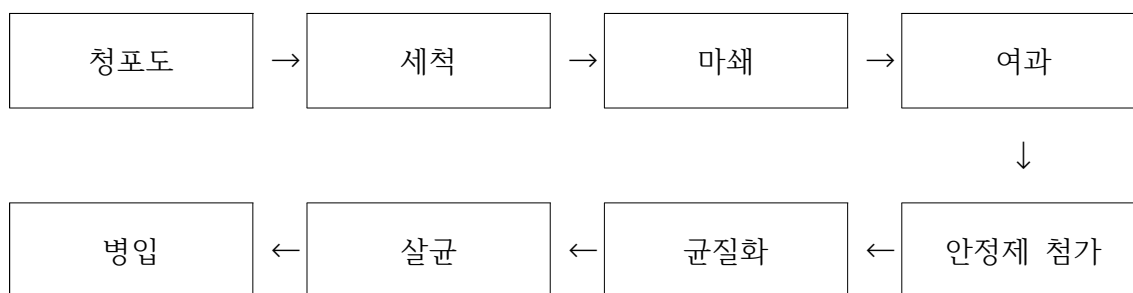 청포도 → 세척 → 마쇄 → 여과
↓
병입 ← 살균 ← 균질화 ← 안정제 첨가